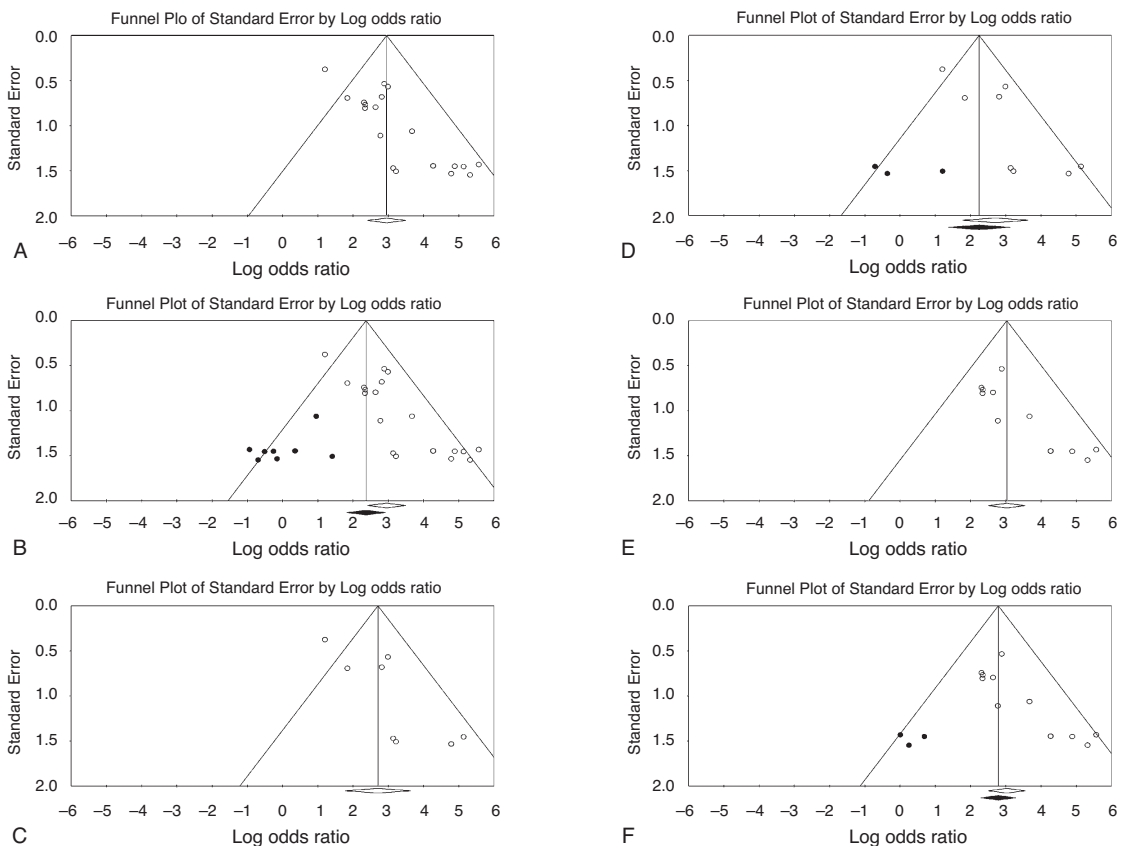 Funnel Plo of Standard Error by Log odds ratio
0.0
0.5
1.0
1.5
2.0
Standard Error
−6 −5 −4 −3 −2 −1 0 1 2 3 4 5 6
Log odds ratio
A
Funnel Plot of Standard Error by Log odds ratio
0.0
0.5
1.0
1.5
2.0
Standard Error
−6 −5 −4 −3 −2 −1 0 1 2 3 4 5 6
Log odds ratio
B
Funnel Plot of Standard Error by Log odds ratio
0.0
0.5
1.0
1.5
2.0
Standard Error
−6 −5 −4 −3 −2 −1 0 1 2 3 4 5 6
Log odds ratio
C
Funnel Plot of Standard Error by Log odds ratio
0.0
0.5
1.0
1.5
2.0
Standard Error
−6 −5 −4 −3 −2 −1 0 1 2 3 4 5 6
Log odds ratio
D
Funnel Plot of Standard Error by Log odds ratio
0.0
0.5
1.0
1.5
2.0
Standard Error
−6 −5 −4 −3 −2 −1 0 1 2 3 4 5 6
Log odds ratio
E
Funnel Plot of Standard Error by Log odds ratio
0.0
0.5
1.0
1.5
2.0
Standard Error
−6 −5 −4 −3 −2 −1 0 1 2 3 4 5 6
Log odds ratio
F